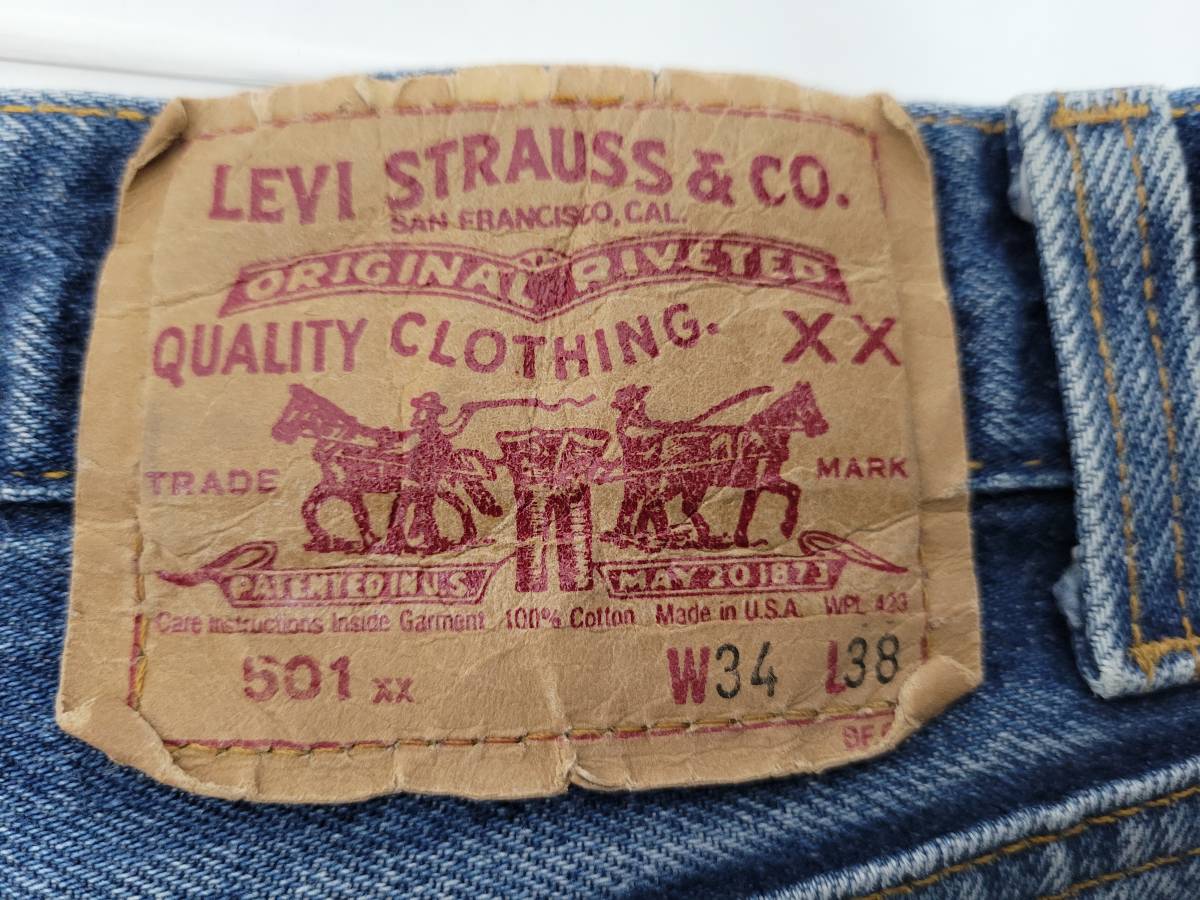 LEVI STRAUSS & CO.
SAN FRANCISCO, CAL.
ORIGINAL RIVETED
QUALITY CLOTHING. XX
TRADE MARK
PATENTED IN U.S. MAY 20 1873
Care Instructions Inside Garment 100% Cotton Made in U.S.A. WPL 423
501 XX W34 L38